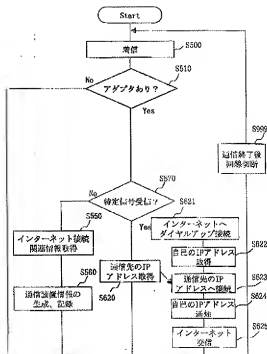 Start
着信
S500
S510
アダプタあり?
No
Yes
S999
通信終了後
回線切断
S570
特定信号受信?
No
Yes
S621
インターネットへ
ダイヤルアップ接続
S550
インターネット接続
関連情報取得
S622
自己のIPアドレス
取得
通信先のIP
アドレス取得
S620
S623
通信先のIP
アドレスへ接続
S560
通信装置情報の
生成、記録
S624
自己のIPアドレス
通知
S625
インターネット
交信